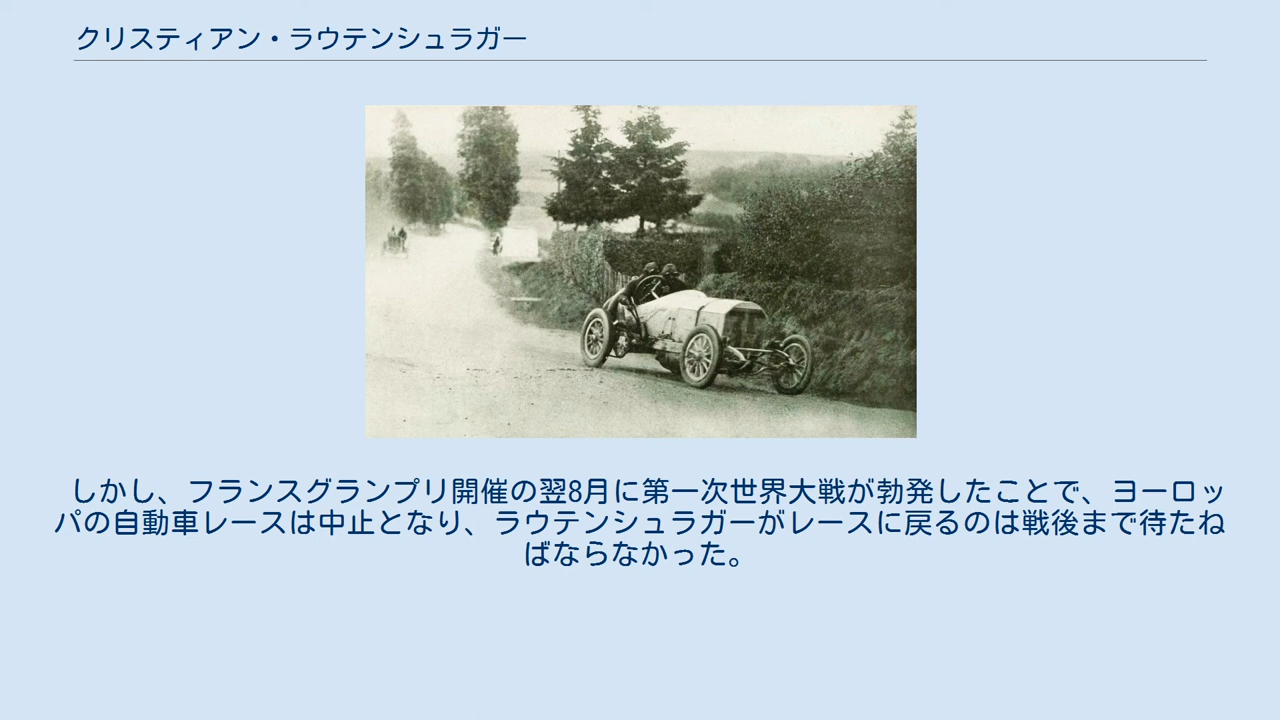 クリスティアン・ラウテンシュラガー
しかし、フランスグランプリ開催の翌8月に第一次世界大戦が勃発したことで、ヨーロッ
パの自動車レースは中止となり、ラウテンシュラガーがレースに戻るのは戦後まで待たね
ばならなかった。